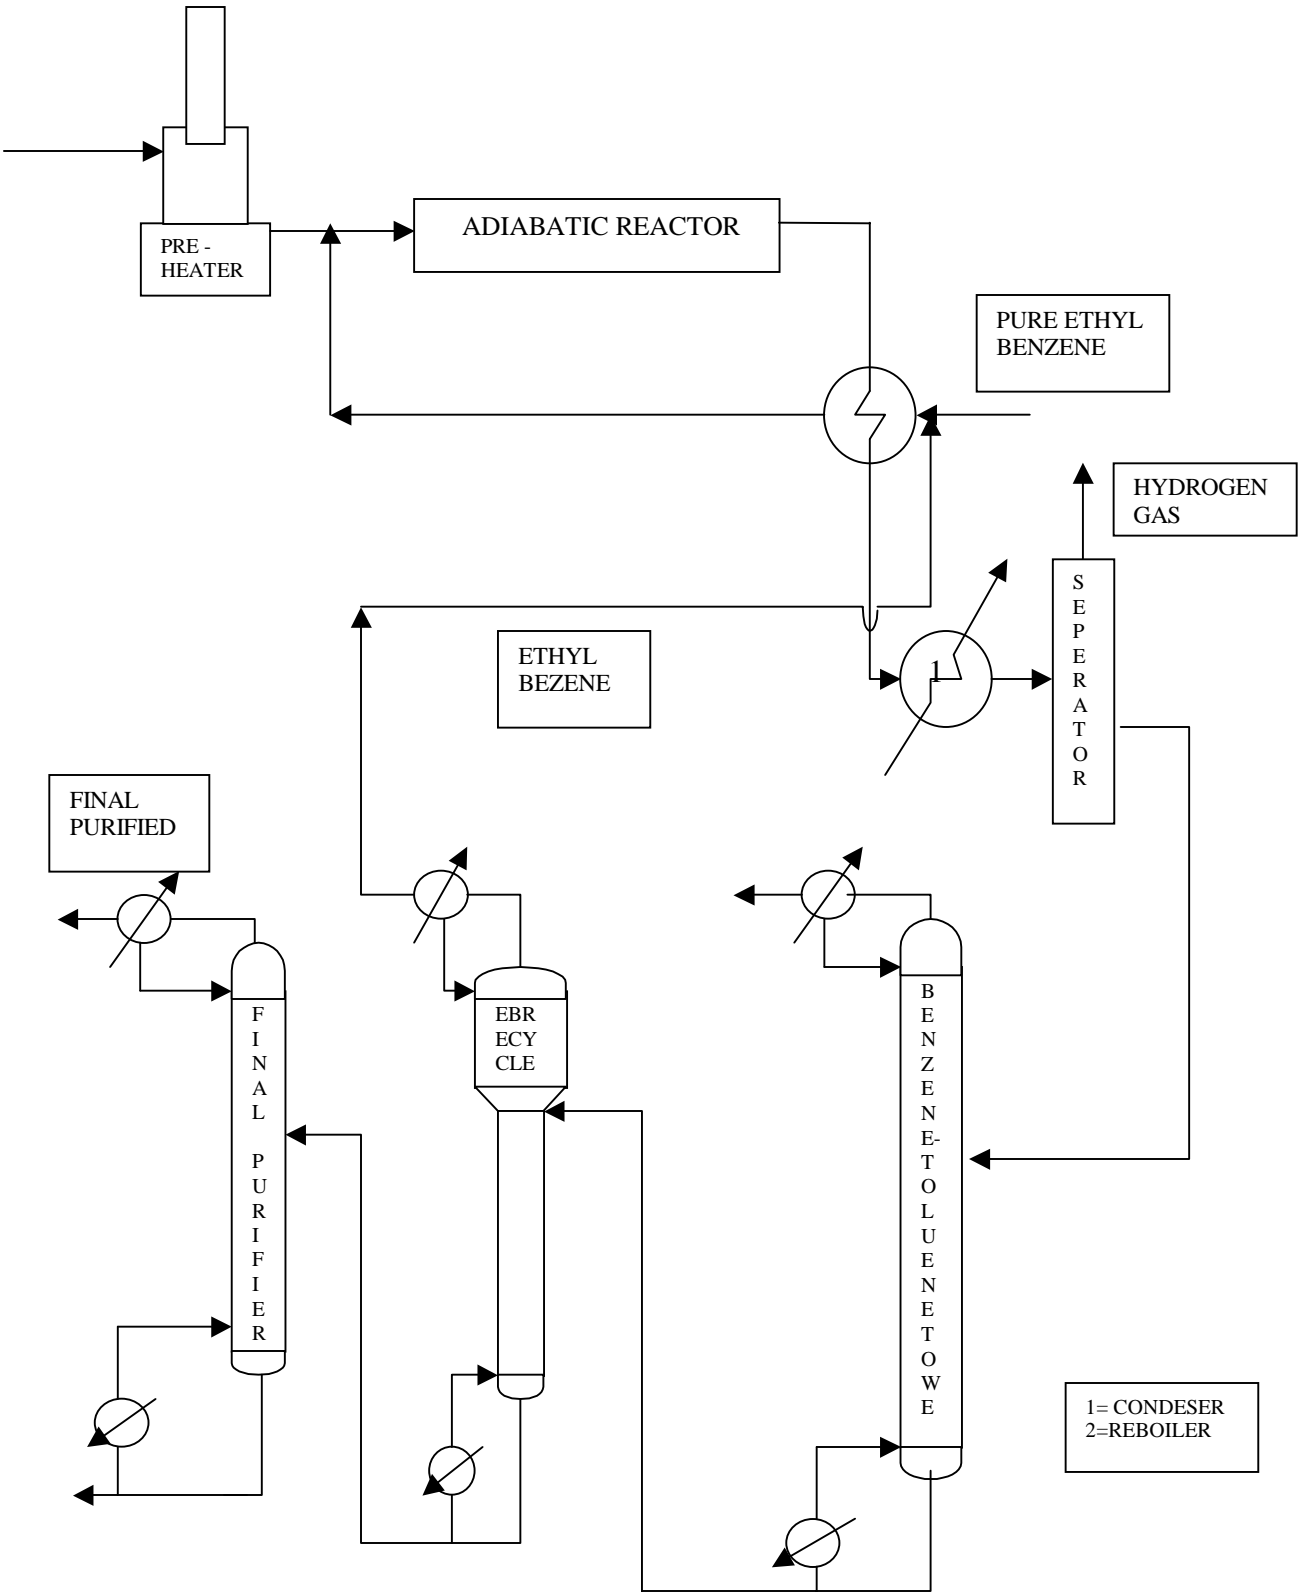 ADIABATIC REACTOR
PRE -
HEATER
PURE ETHYL
BENZENE
HYDROGEN
GAS
S
E
P
E
R
A
T
O
R
1
ETHYL
BEZENE
FINAL
PURIFIED
F
I
N
A
L
P
U
R
I
F
I
E
R
EBR
ECY
CLE
B
E
N
Z
E
N
E-
T
O
L
U
E
N
E
T
O
W
E
1= CONDESER
2=REBOILER